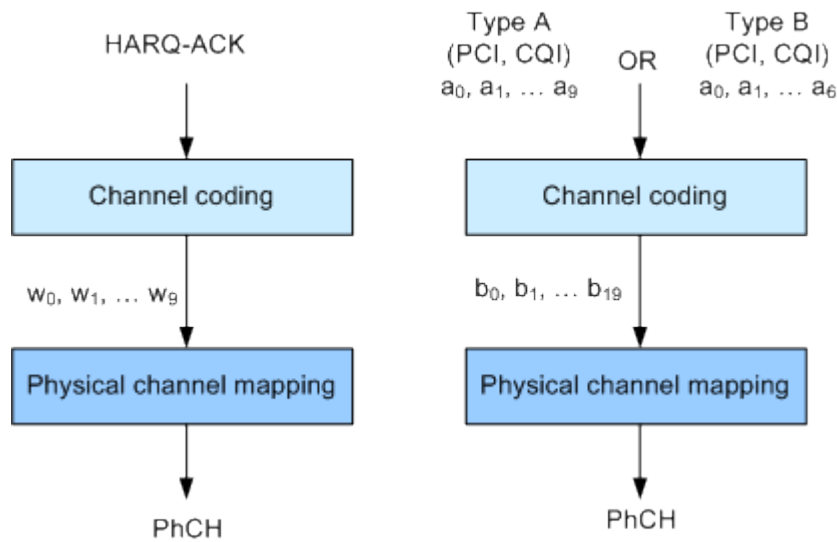 HARQ-ACK
Channel coding
w₀, w₁, ... w₉
Physical channel mapping
PhCH
Type A
(PCI, CQI)
a₀, a₁, ... a₉
OR
Type B
(PCI, CQI)
a₀, a₁, ... a₆
Channel coding
b₀, b₁, ... b₁₉
Physical channel mapping
PhCH